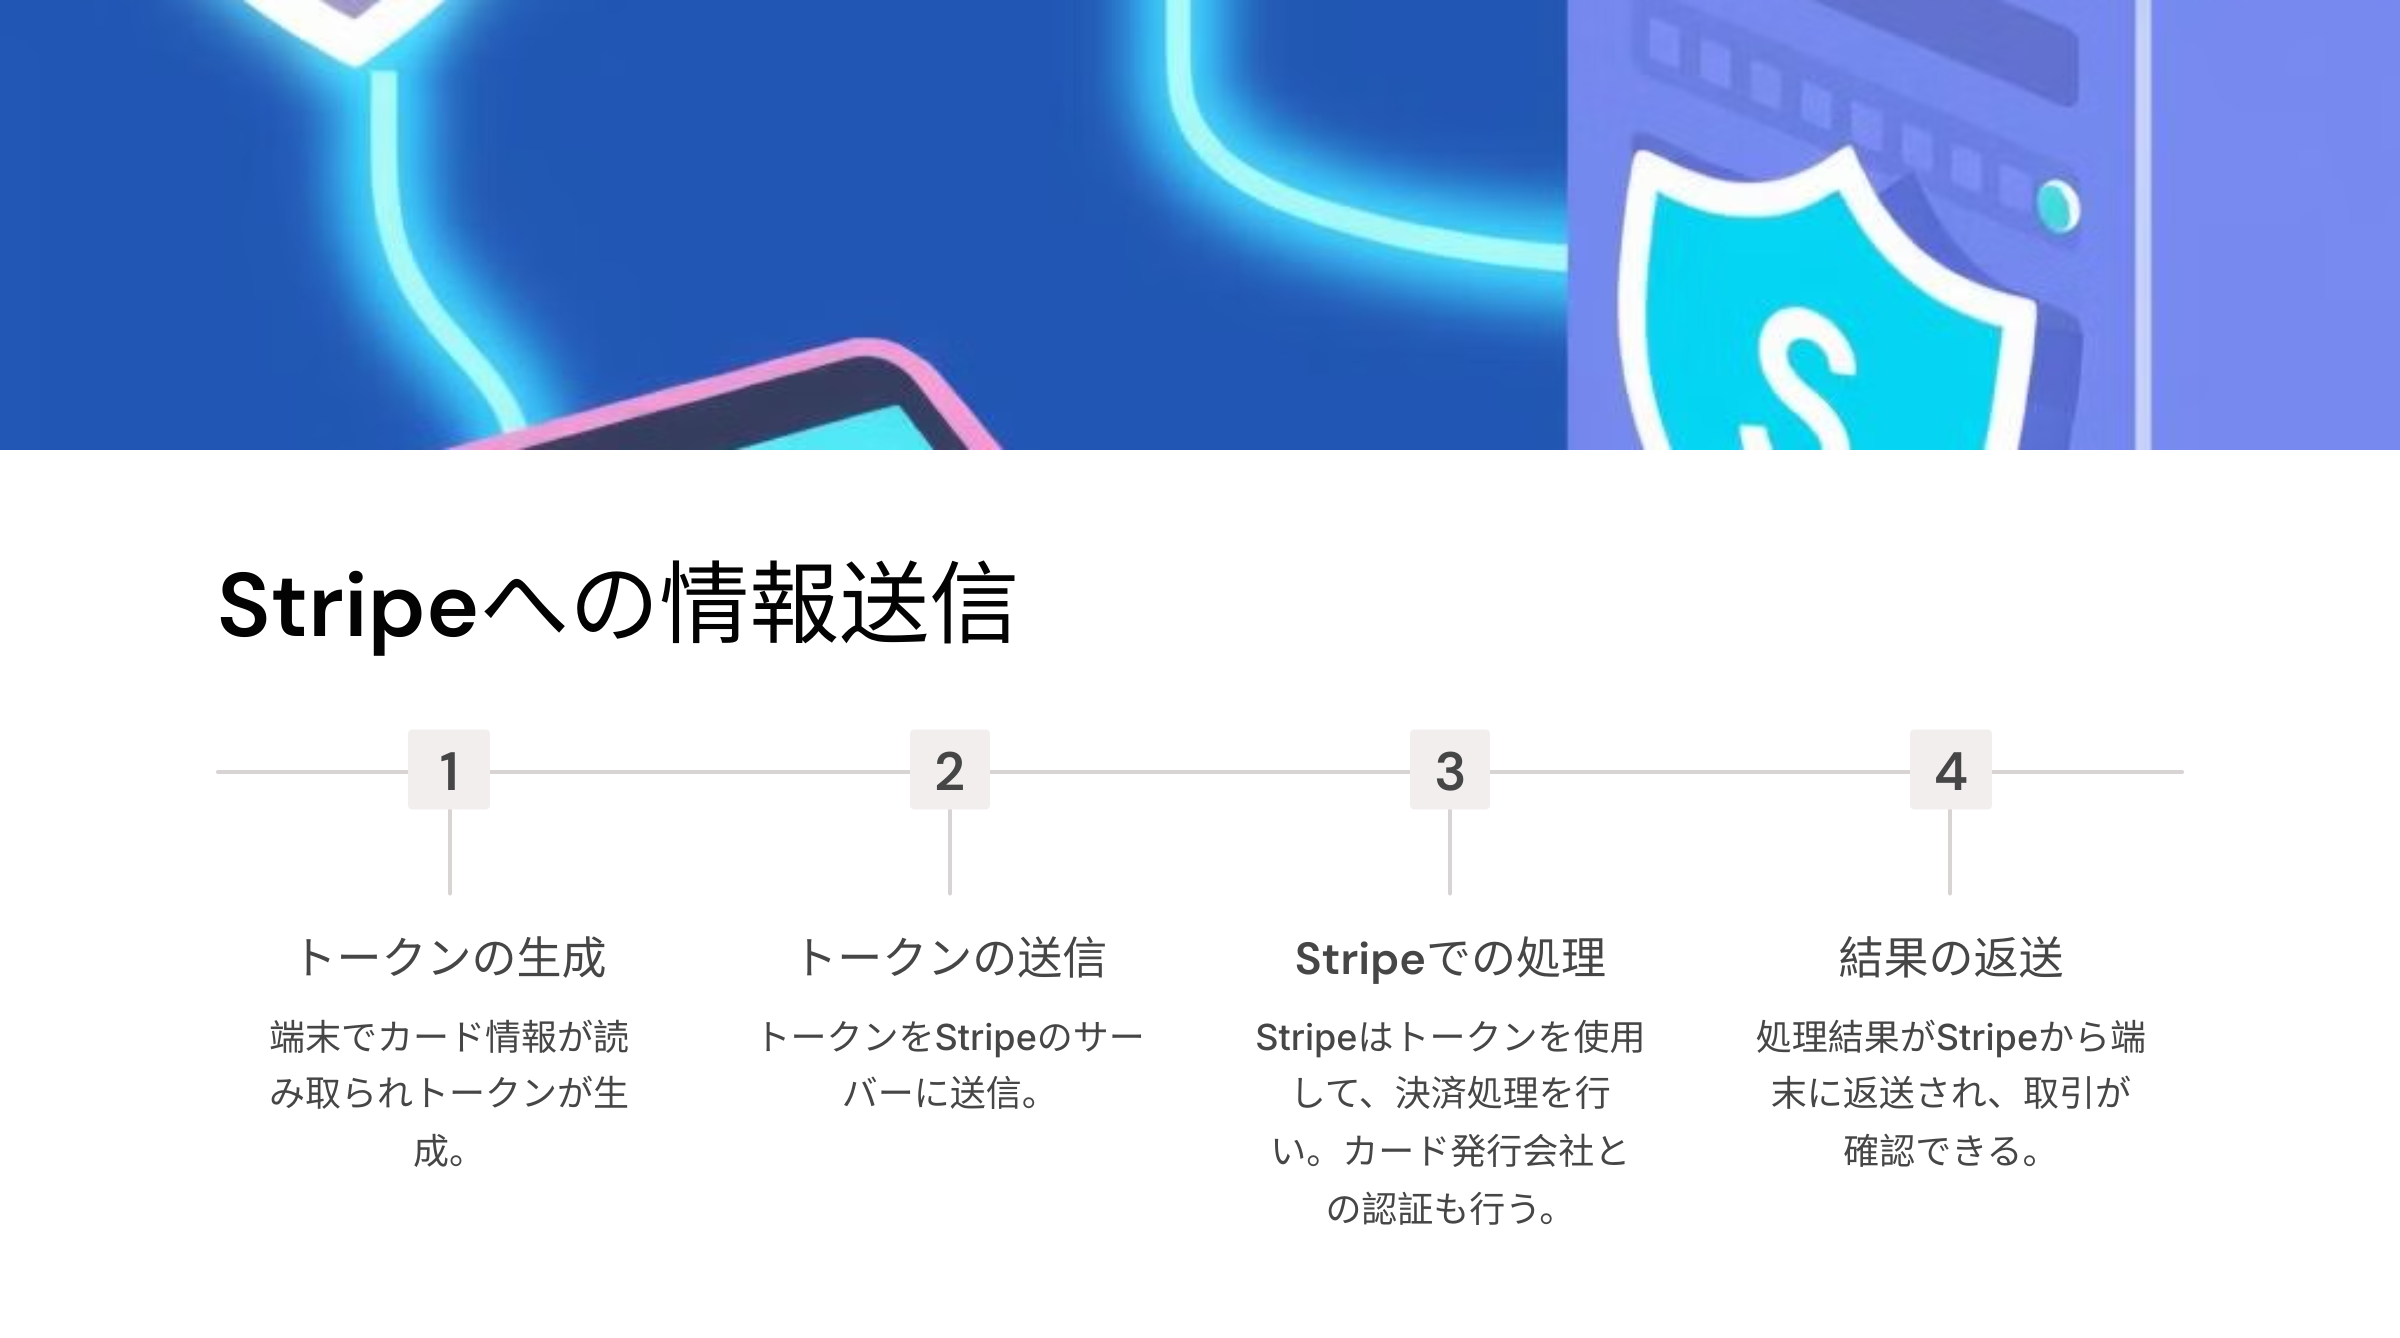 S
Stripeへの情報送信
1
2
3
4
トークンの生成
端末でカード情報が読
み取られトークンが生
成。
トークンの送信
トークンをStripeのサー
バーに送信。
Stripeでの処理
Stripeはトークンを使用
して、決済処理を行
い。カード発行会社と
の認証も行う。
結果の返送
処理結果がStripeから端
末に返送され、取引が
確認できる。